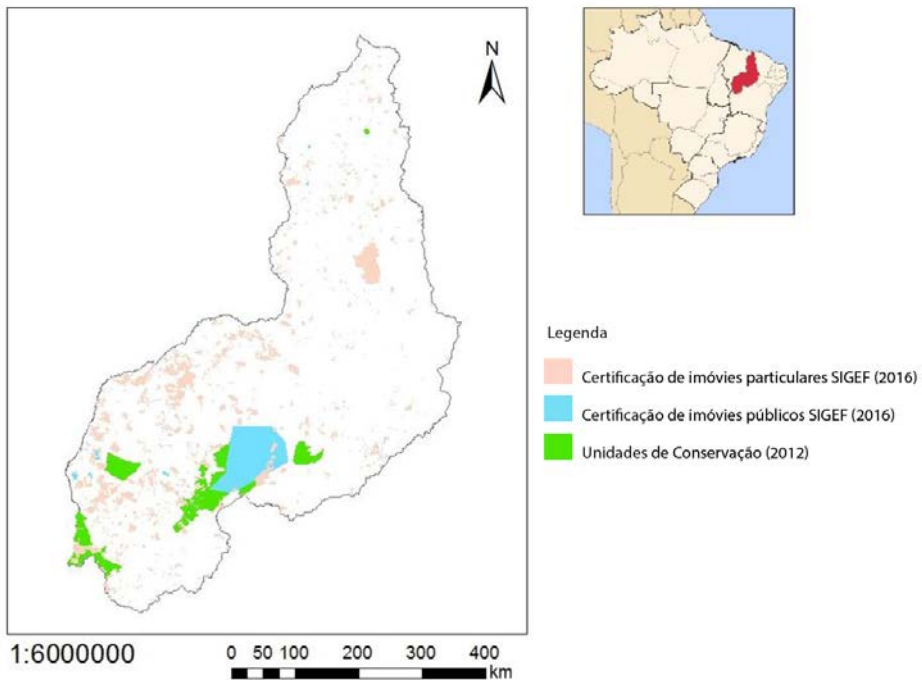 N
Legenda
Certificação de imóvies particulares SIGEF (2016)
Certificação de imóvies públicos SIGEF (2016)
Unidades de Conservação (2012)
1:6000000
0 50 100 200 300 400
km